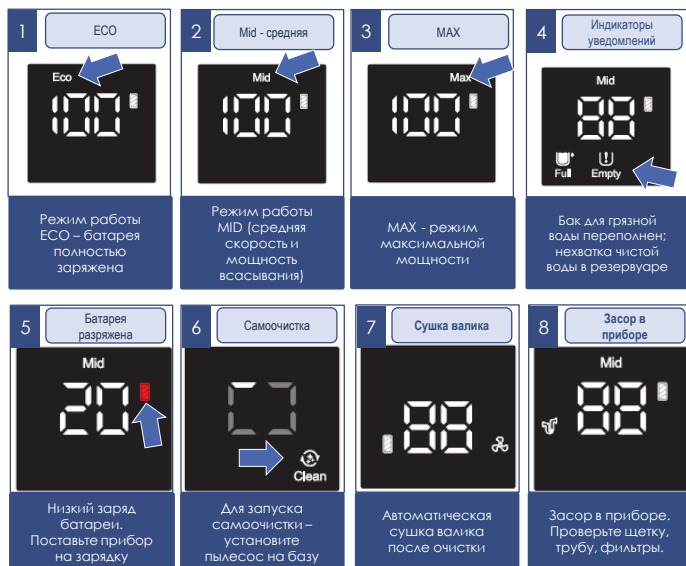 1
ECO
Eco
100
Режим работы
ECO – батарея
полностью
заряжена
2
Mid - средняя
Mid
100
Режим работы
MID (средняя
скорость и
мощность
всасывания)
3
MAX
Max
100
MAX - режим
максимальной
мощности
4
Индикаторы
уведомлений
Mid
88
Full Empty
Бак для грязной
воды переполнен;
нехватка чистой
воды в резервуаре
5
Батарея
разряжена
Mid
20
Низкий заряд
батареи.
Поставьте прибор
на зарядку
6
Самоочистка
Clean
Для запуска
самоочистки –
установите
пылесос на базу
7
Сушка валика
88
Автоматическая
сушка валика
после очистки
8
Засор в
приборе
Mid
88
Засор в приборе.
Проверьте щетку,
трубу, фильтры.